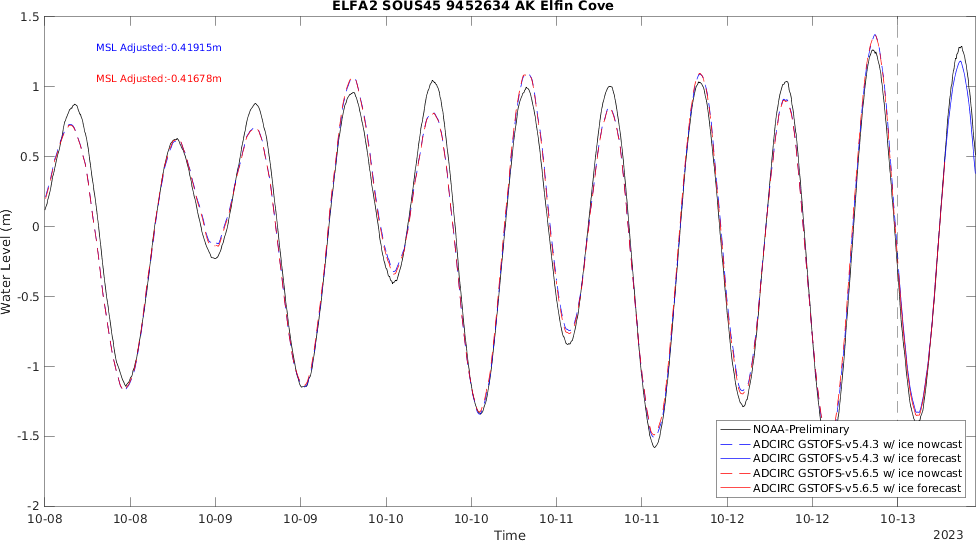 ELFA2 SOUS45 9452634 AK Elfin Cove
1.5
MSL Adjusted:-0.41915m
MSL Adjusted:-0.41678m
1
0.5
0
-0.5
-1
-1.5
-2
Water Level (m)
NOAA-Preliminary
ADCIRC GSTOFS-v5.4.3 w/ ice nowcast
ADCIRC GSTOFS-v5.4.3 w/ ice forecast
ADCIRC GSTOFS-v5.6.5 w/ ice nowcast
ADCIRC GSTOFS-v5.6.5 w/ ice forecast
10-08 10-08 10-09 10-09 10-10 10-10 10-11 10-11 10-12 10-12 10-13
Time
2023